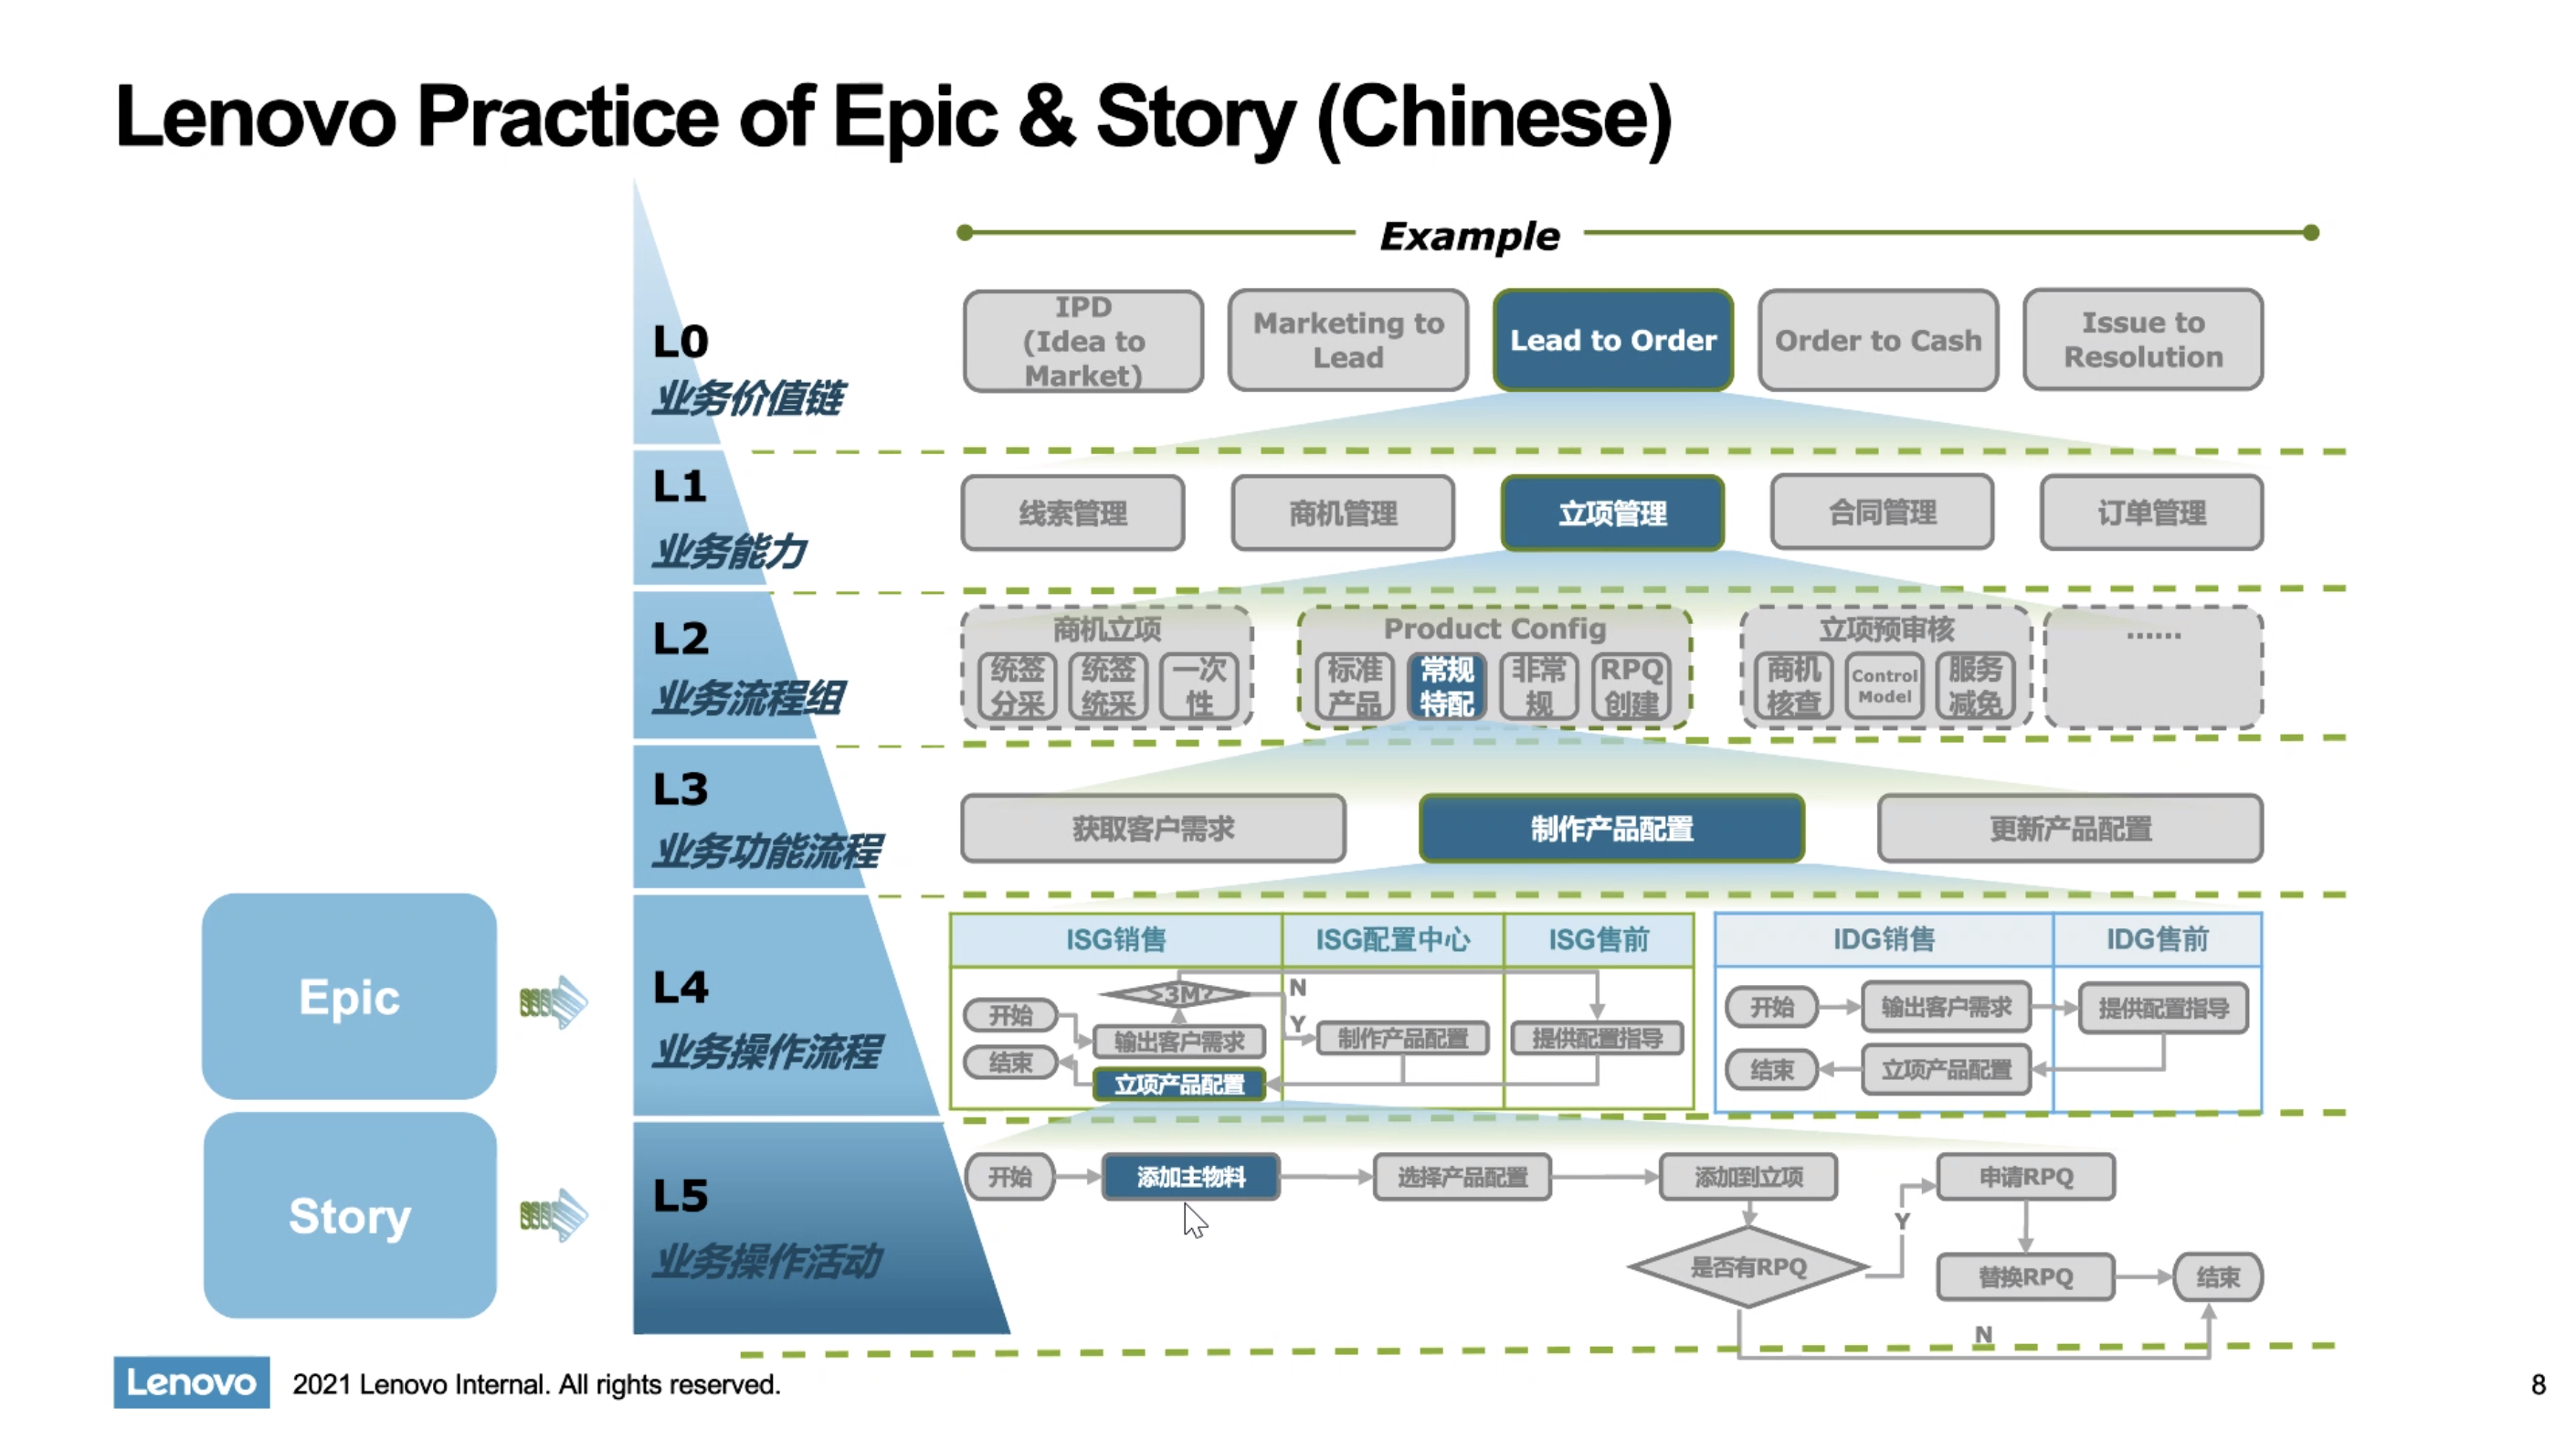 Lenovo Practice of Epic & Story (Chinese)
Example
L0
业务价值链
IPD
(Idea to
Market)
Marketing to
Lead
Lead to Order
Order to Cash
Issue to
Resolution
L1
业务能力
线索管理
商机管理
立项管理
合同管理
订单管理
L2
业务流程组
商机立项
统签
分采
统签
统采
一次
性
Product Config
标准
产品
常规
特配
非常
规
RPQ
创建
立项预审核
商机
核查
Control
Model
服务
减免
......
L3
业务功能流程
获取客户需求
制作产品配置
更新产品配置
Epic
L4
业务操作流程
ISG销售
ISG配置中心
ISG售前
3M?
N
Y
开始
输出客户需求
制作产品配置
提供配置指导
结束
立项产品配置
IDG销售
IDG售前
开始
输出客户需求
提供配置指导
结束
立项产品配置
Story
L5
业务操作活动
开始
添加主物料
选择产品配置
添加到立项
申请RPQ
Y
是否有RPQ
替换RPQ
结束
N
Lenovo
2021 Lenovo Internal. All rights reserved.
8